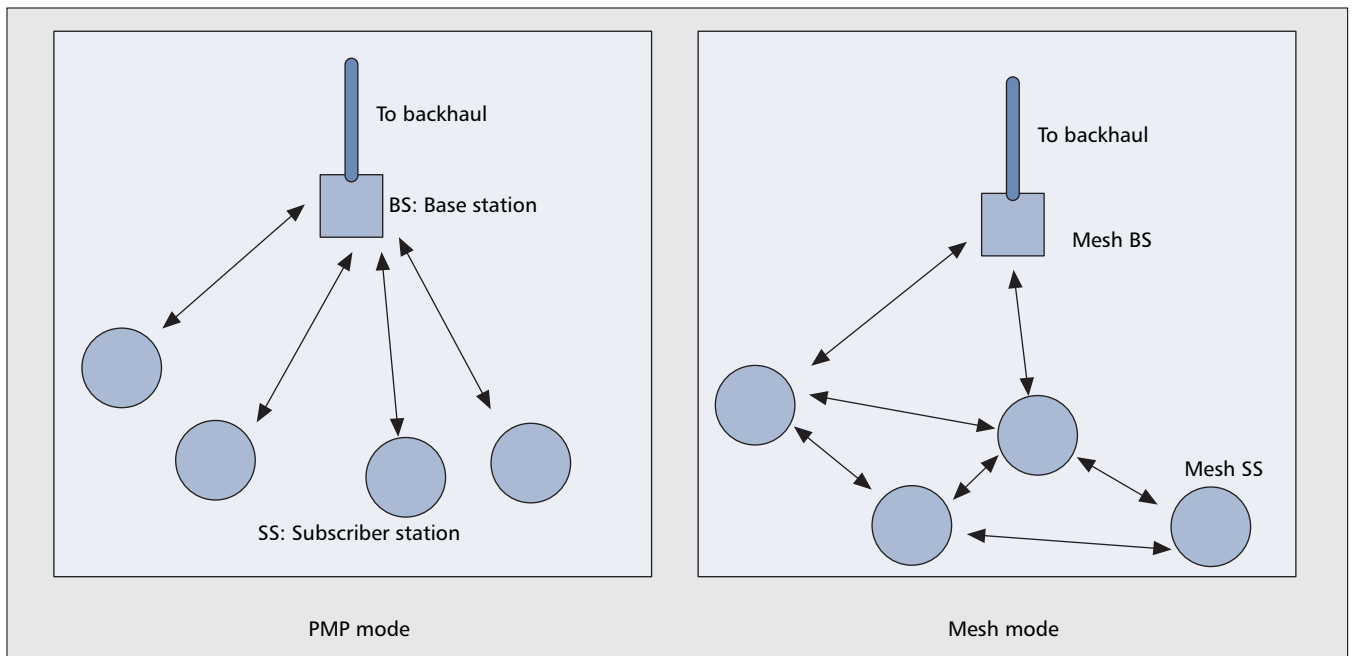 To backhaul
BS: Base station
SS: Subscriber station
PMP mode
To backhaul
Mesh BS
Mesh SS
Mesh mode